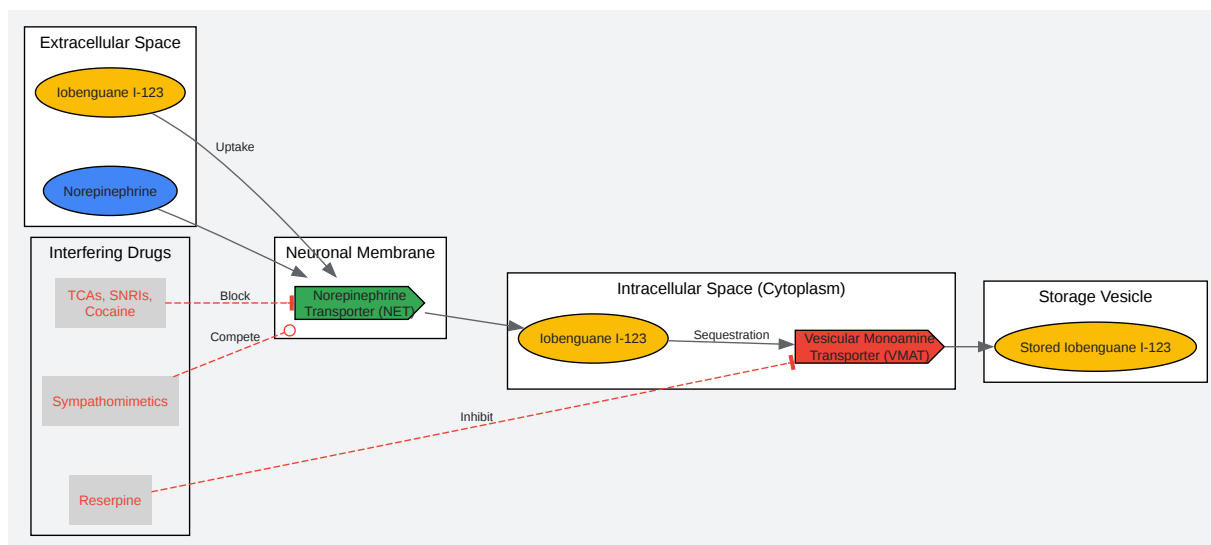 Extracellular Space
Iobenguane I-123
Uptake
Norepinephrine
Interfering Drugs
TCAs, SNRIs,
Cocaine
Block
Compete
Sympathomimetics
Reserpine
Inhibit
Neuronal Membrane
Norepinephrine
Transporter (NET)
Intracellular Space (Cytoplasm)
Iobenguane I-123
Sequestration
Vesicular Monoamine
Transporter (VMAT)
Storage Vesicle
Stored Iobenguane I-123